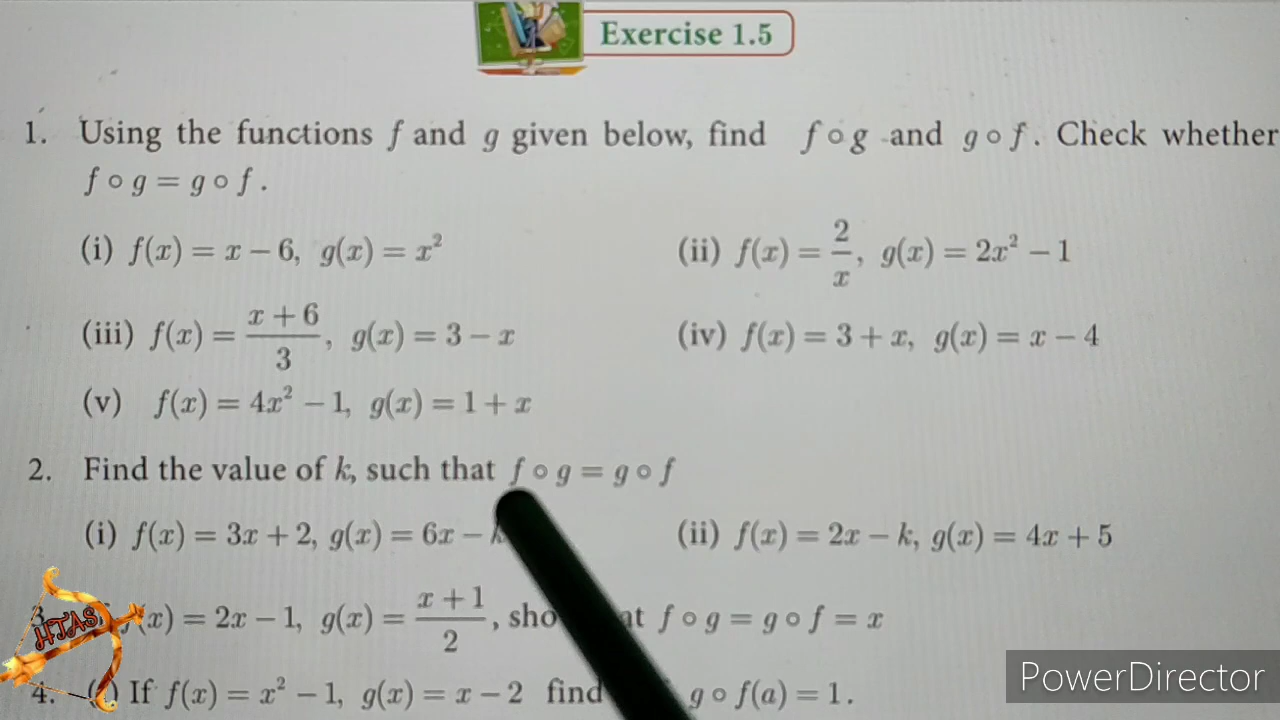 Exercise 1.5
1. Using the functions f and g given below, find f∘g and g∘f. Check whether
f∘g = g∘f.
(i) f(x) = x − 6, g(x) = x² (ii) f(x) = 2/x, g(x) = 2x² − 1
(iii) f(x) = (x + 6)/3, g(x) = 3 − x (iv) f(x) = 3 + x, g(x) = x − 4
(v) f(x) = 4x² − 1, g(x) = 1 + x
2. Find the value of k, such that f∘g = g∘f
(i) f(x) = 3x + 2, g(x) = 6x − k (ii) f(x) = 2x − k, g(x) = 4x + 5
3. (x) = 2x − 1, g(x) = (x + 1)/2, f∘g = g∘f = x
HTAS
4. If f(x) = x² − 1, g(x) = x − 2 find g∘f(a) = 1.
PowerDirector